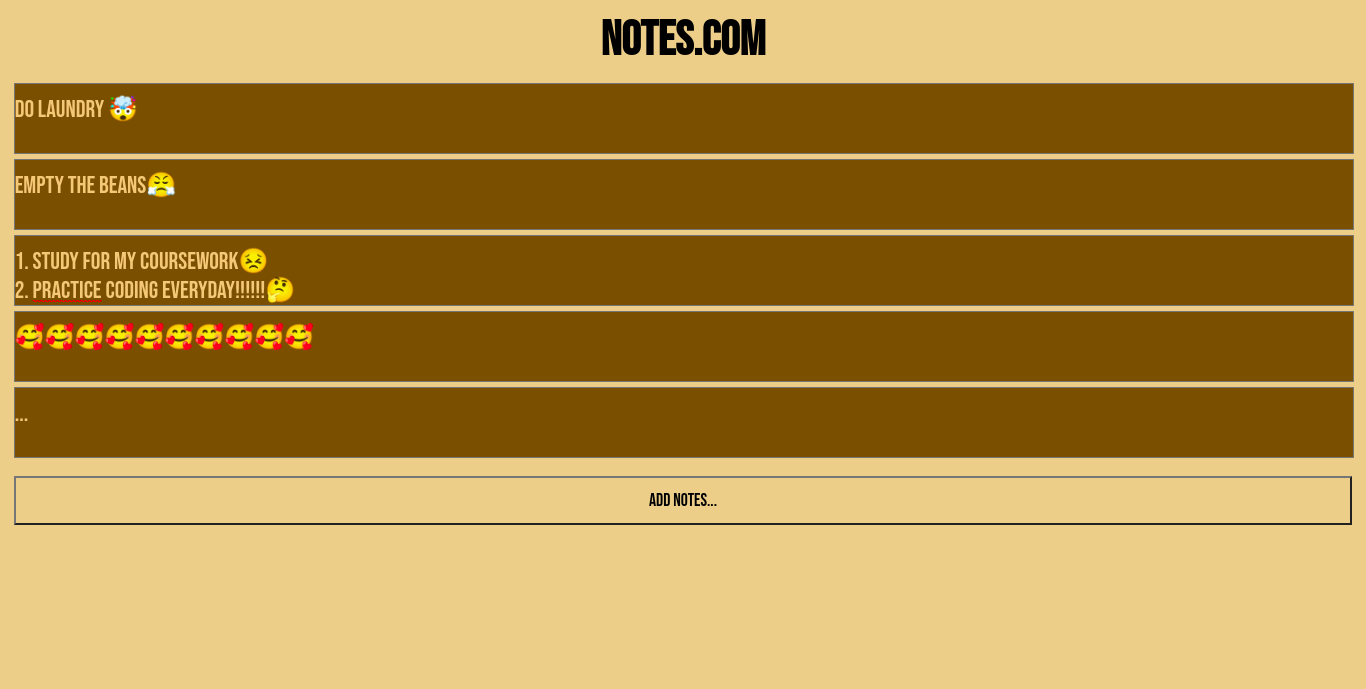 NOTES.COM
DO LAUNDRY 🤯
EMPTY THE BEANS😤
1. STUDY FOR MY COURSEWORK😣
2. PRACTICE CODING EVERYDAY!!!!!!🤔
🥰🥰🥰🥰🥰🥰🥰🥰🥰🥰
...
ADD NOTES...